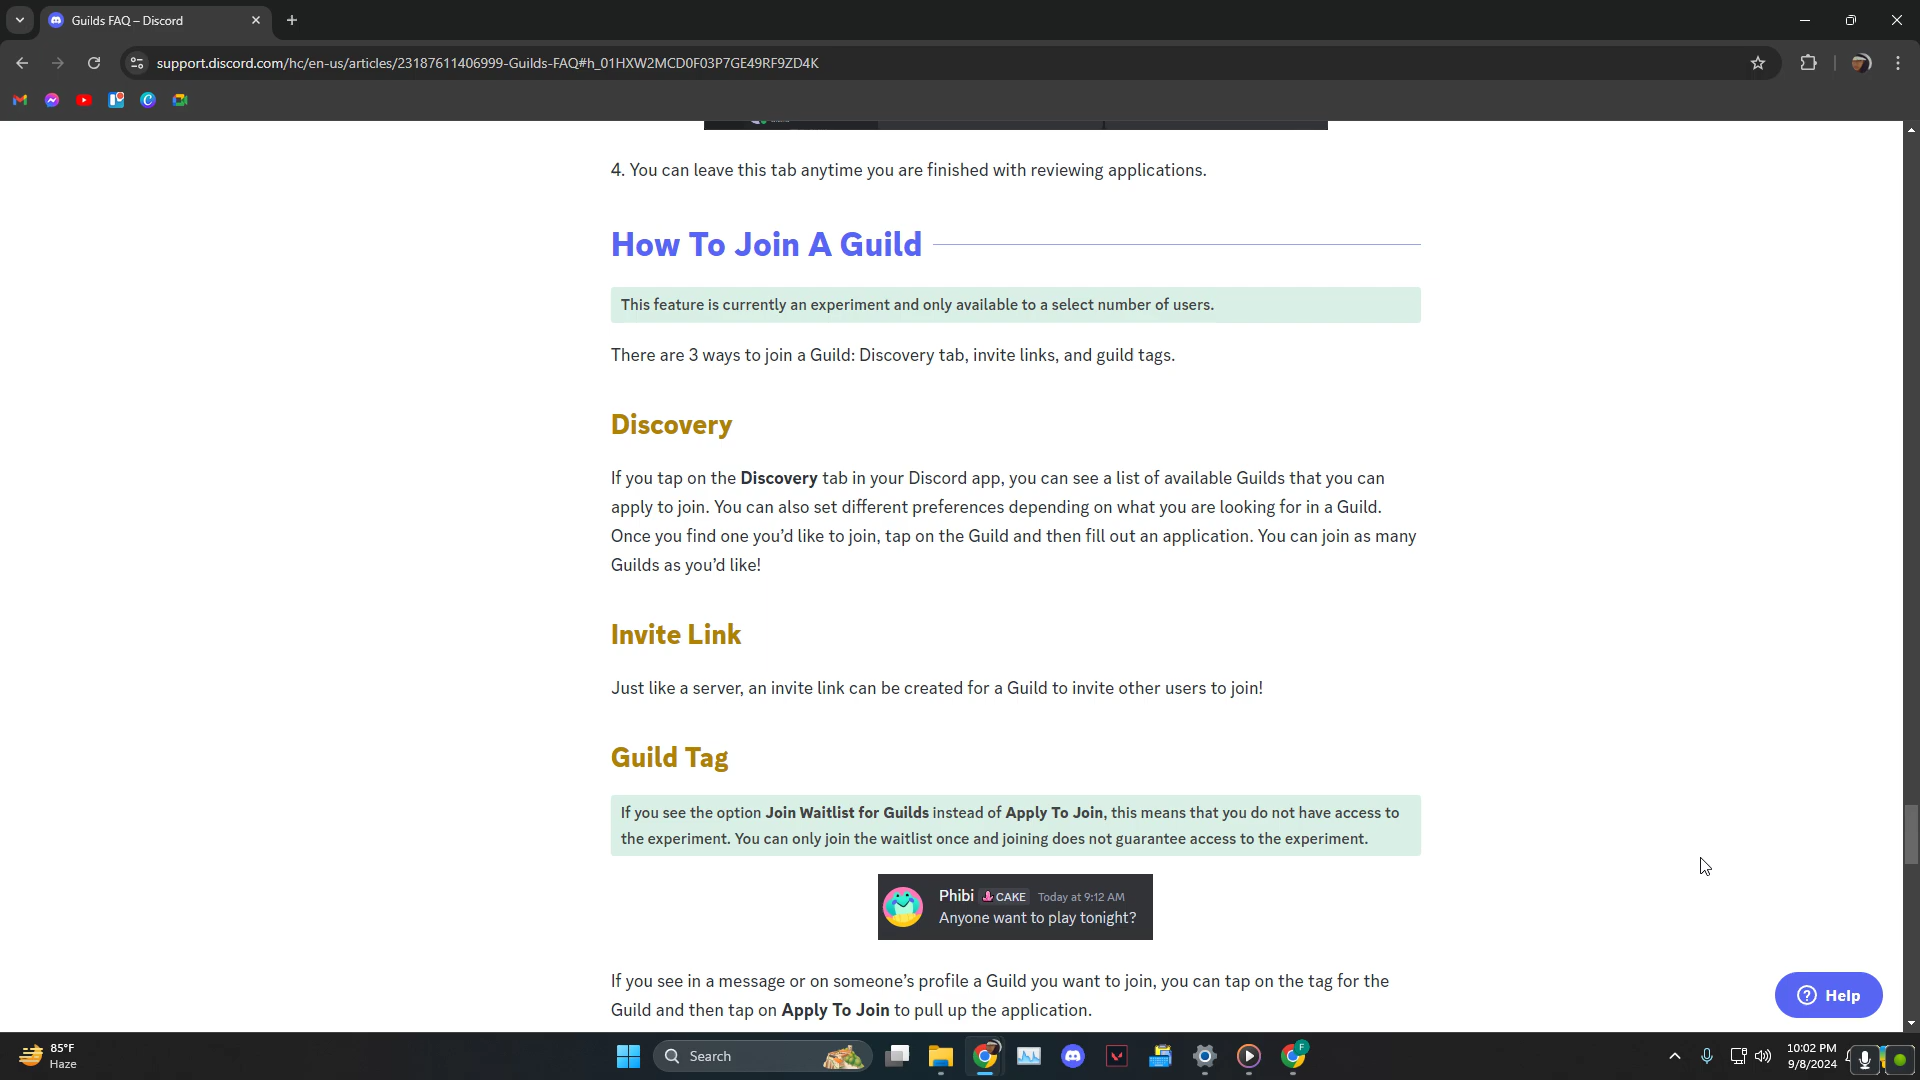 Guilds FAQ – Discord
support.discord.com/hc/en-us/articles/23187611406999-Guilds-FAQ#h_01HXW2MCD0F03P7GE49RF9ZD4K
4. You can leave this tab anytime you are finished with reviewing applications.
How To Join A Guild
This feature is currently an experiment and only available to a select number of users.
There are 3 ways to join a Guild: Discovery tab, invite links, and guild tags.
Discovery
If you tap on the Discovery tab in your Discord app, you can see a list of available Guilds that you can
apply to join. You can also set different preferences depending on what you are looking for in a Guild.
Once you find one you’d like to join, tap on the Guild and then fill out an application. You can join as many
Guilds as you’d like!
Invite Link
Just like a server, an invite link can be created for a Guild to invite other users to join!
Guild Tag
If you see the option Join Waitlist for Guilds instead of Apply To Join, this means that you do not have access to
the experiment. You can only join the waitlist once and joining does not guarantee access to the experiment.
Phibi CAKE Today at 9:12 AM
Anyone want to play tonight?
If you see in a message or on someone’s profile a Guild you want to join, you can tap on the tag for the
Guild and then tap on Apply To Join to pull up the application.
Help
85°F
Haze
Search
F
10:02 PM
9/8/2024